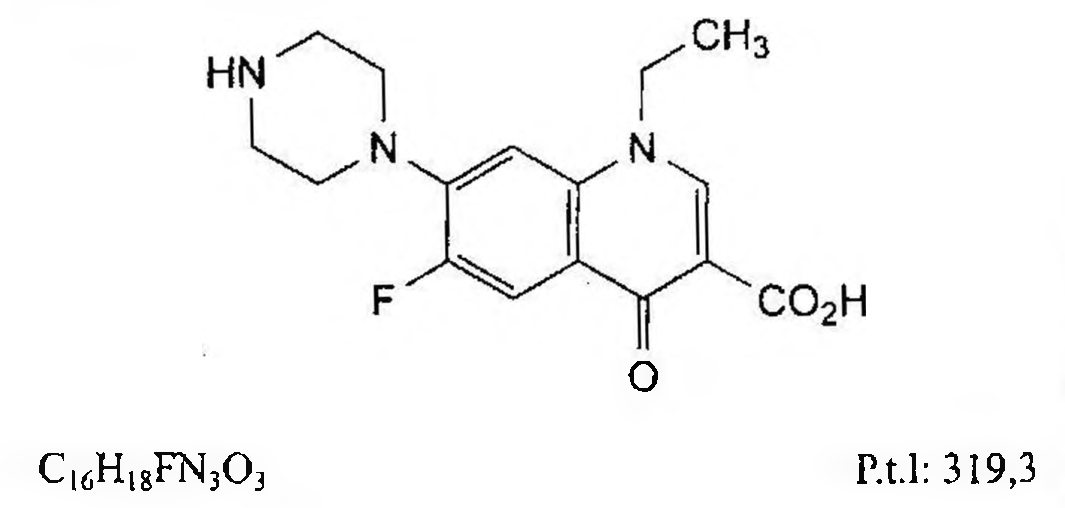 CH₃
HN
N
N
F
CO₂H
O
C₁₆H₁₈FN₃O₃
P.t.l: 319,3